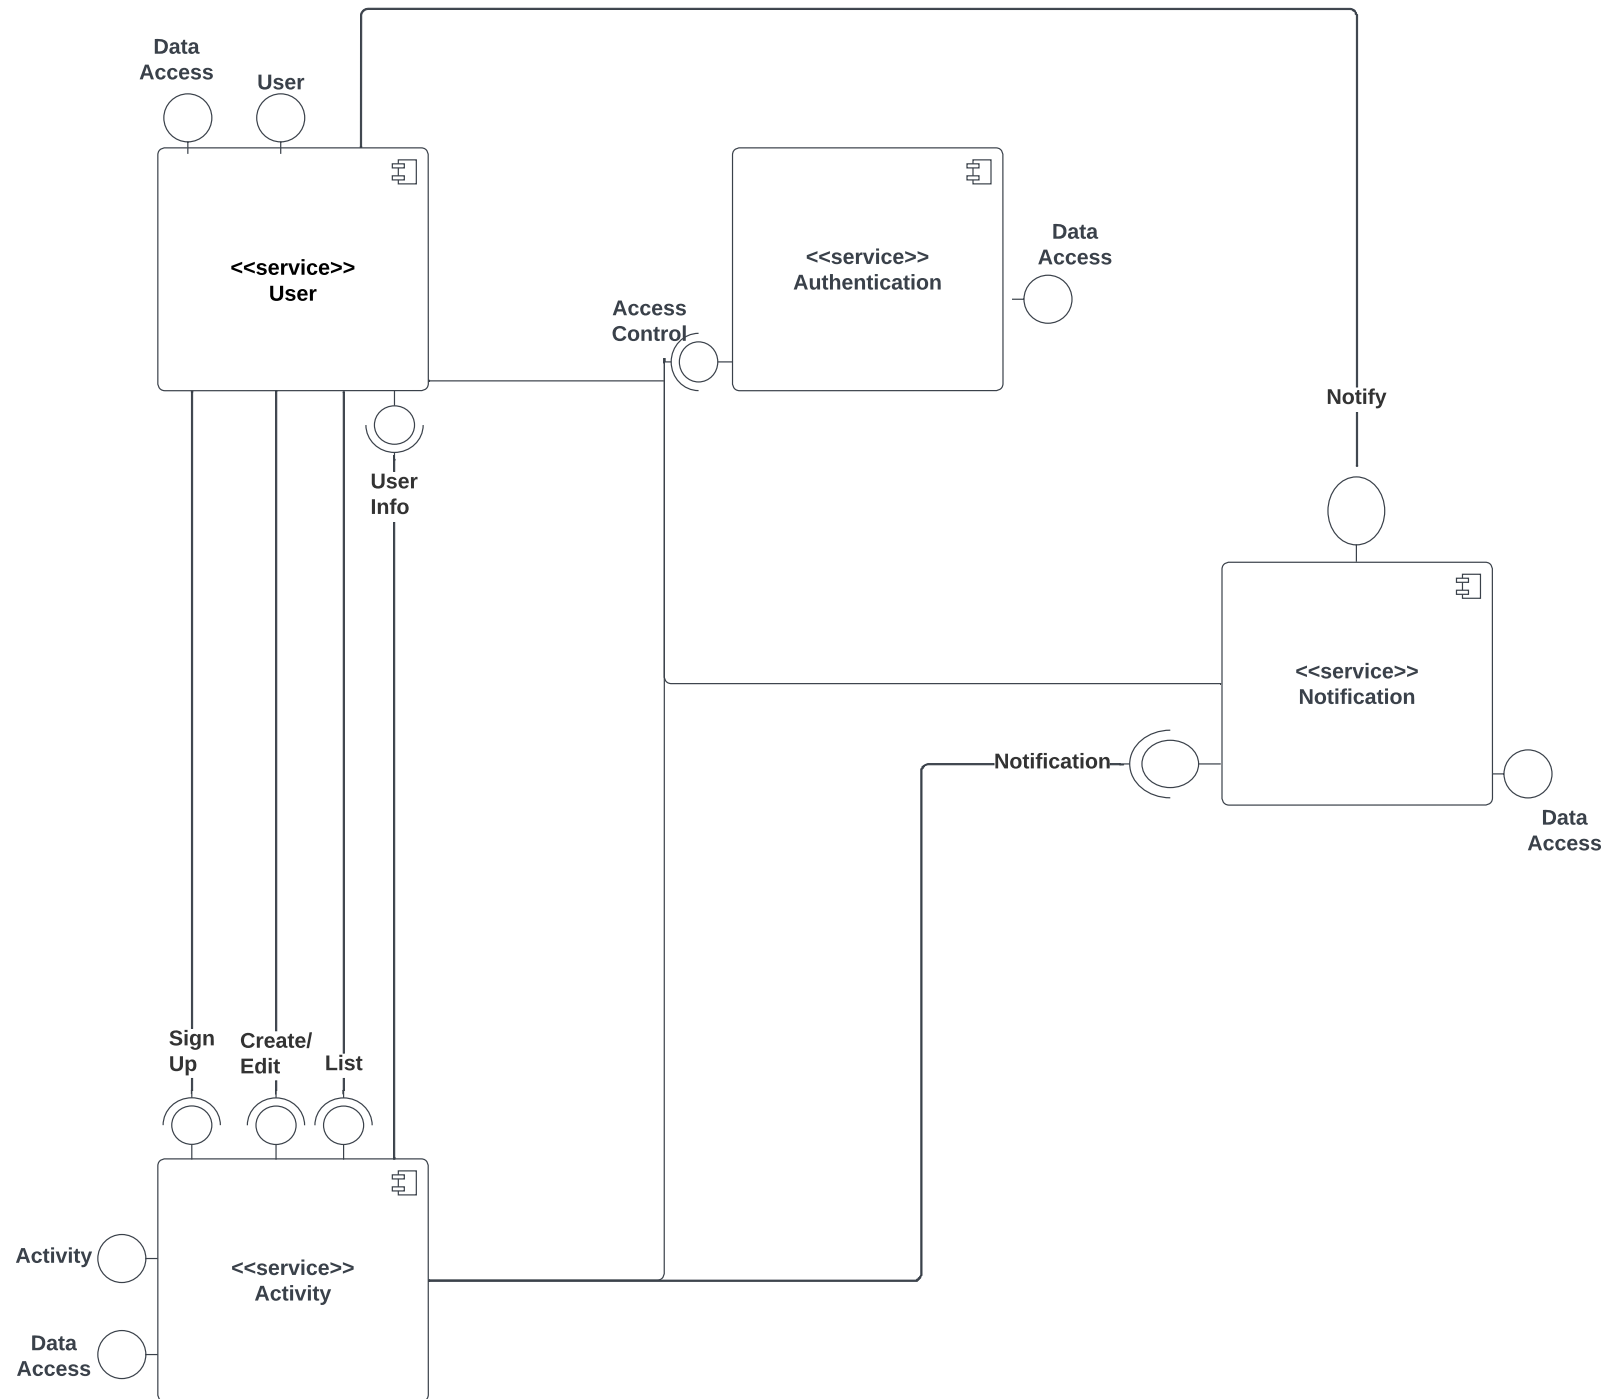 Data
Access
User
<<service>>
User
<<service>>
Authentication
Data
Access
Access
Control
Notify
User
Info
<<service>>
Notification
Notification
Data
Access
Sign
Up
Create/
Edit
List
Activity
<<service>>
Activity
Data
Access